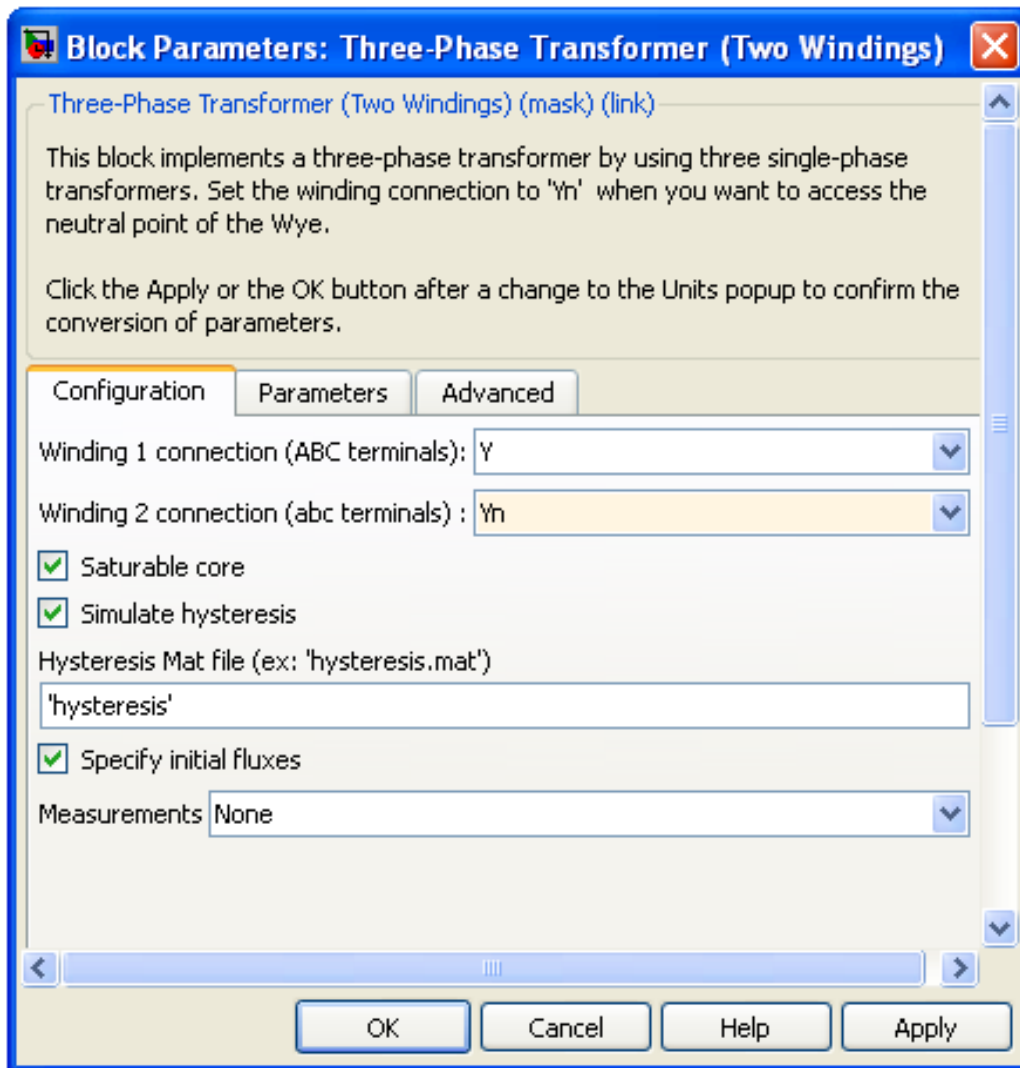 Block Parameters: Three-Phase Transformer (Two Windings)
Three-Phase Transformer (Two Windings) (mask) (link)
This block implements a three-phase transformer by using three single-phase
transformers. Set the winding connection to 'Yn' when you want to access the
neutral point of the Wye.
Click the Apply or the OK button after a change to the Units popup to confirm the
conversion of parameters.
Configuration Parameters Advanced
Winding 1 connection (ABC terminals): Y
Winding 2 connection (abc terminals) : Yn
Saturable core
Simulate hysteresis
Hysteresis Mat file (ex: 'hysteresis.mat')
'hysteresis'
Specify initial fluxes
Measurements None
OK Cancel Help Apply